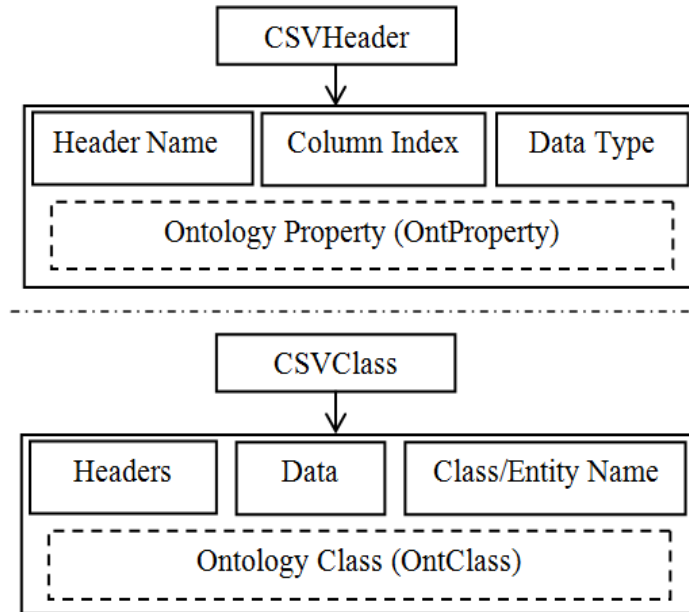 CSVHeader
Header Name
Column Index
Data Type
Ontology Property (OntProperty)
CSVClass
Headers
Data
Class/Entity Name
Ontology Class (OntClass)